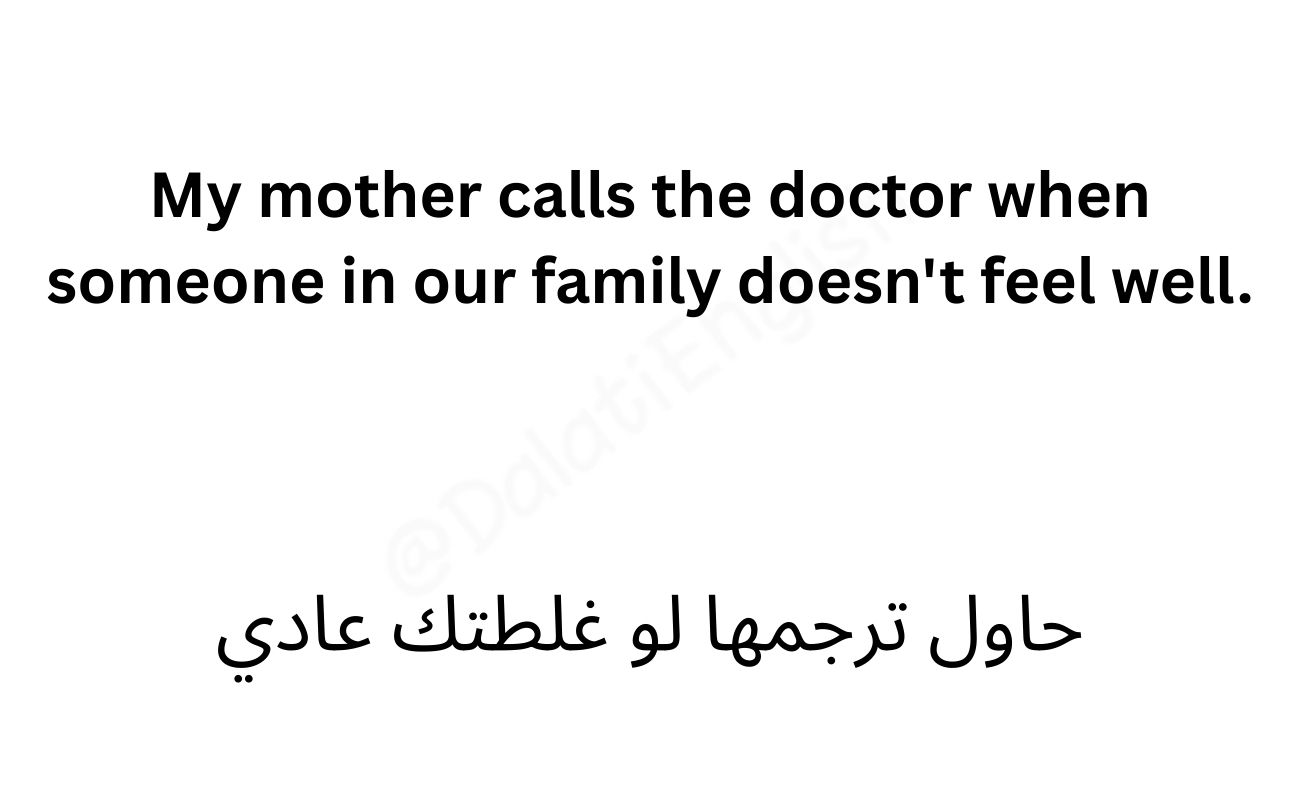 My mother calls the doctor when
someone in our family doesn't feel well.
@DalatiEnglish
حاول ترجمها لو غلطتك عادي